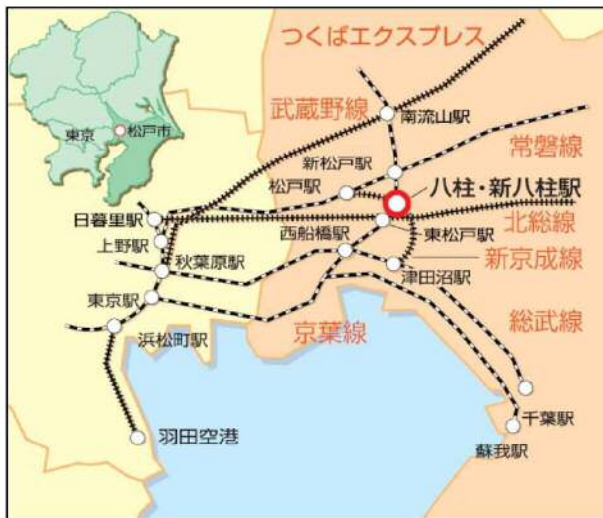 つくばエクスプレス
武蔵野線
南流山駅
東京
松戸市
新松戸駅
常磐線
松戸駅
八柱・新八柱駅
日暮里駅
北総線
上野駅
西船橋駅
東松戸駅
秋葉原駅
新京成線
津田沼駅
東京駅
京葉線
総武線
浜松町駅
千葉駅
羽田空港
蘇我駅